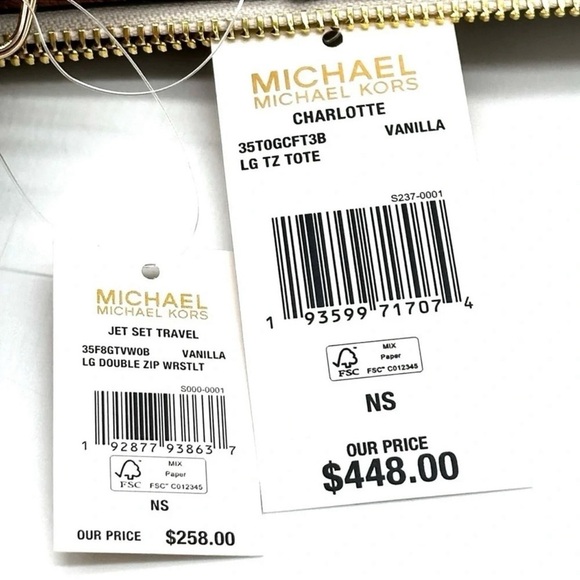 MICHAEL
MICHAEL KORS
CHARLOTTE
35T0GCFT3B VANILLA
LG TZ TOTE
S237-0001
1 93599 71707 4
FSC
MIX
Paper
FSC® C012345
NS
OUR PRICE
$448.00
MICHAEL
MICHAEL KORS
JET SET TRAVEL
35F8GTVW0B VANILLA
LG DOUBLE ZIP WRSTLT
S000-0001
1 92877 93863 7
FSC
MIX
Paper
FSC® C012345
NS
OUR PRICE $258.00